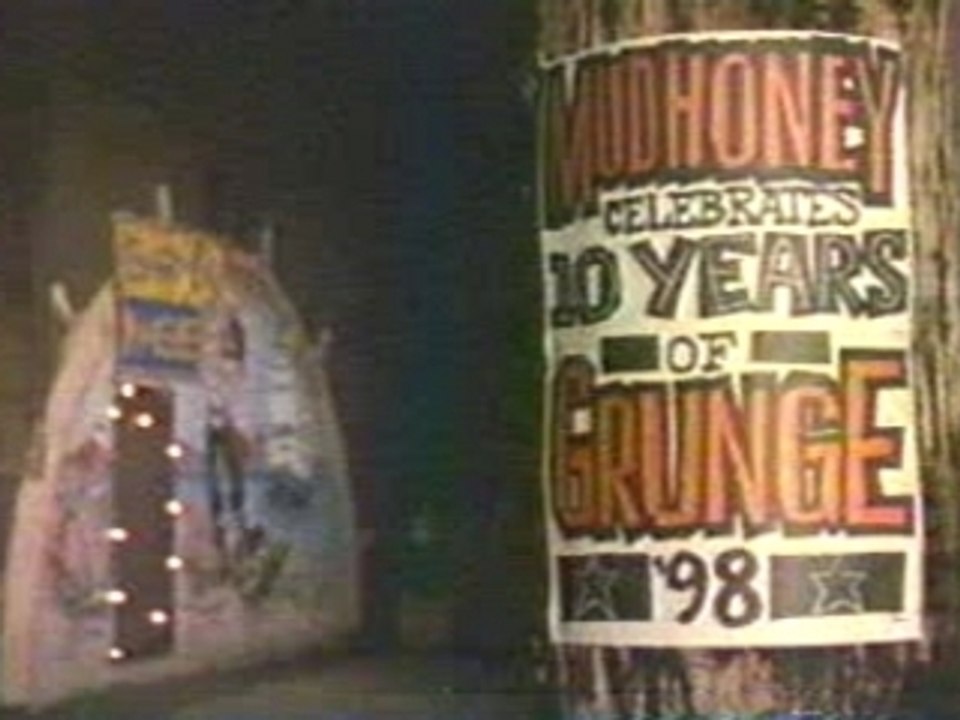 MUDHONEY
CELEBRATES
10 YEARS
OF
GRUNGE
'98